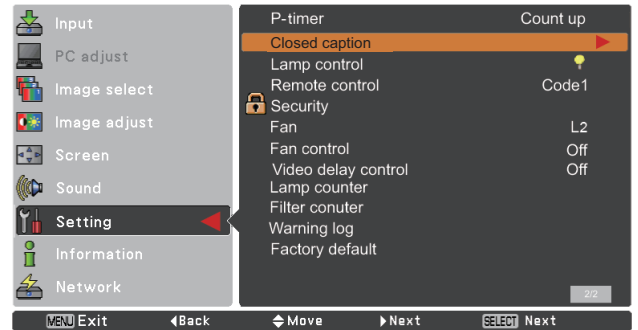 Input
PC adjust
Image select
Image adjust
Screen
Sound
Setting
Information
Network
P-timer Count up
Closed caption
Lamp control
Remote control Code1
Security
Fan L2
Fan control Off
Video delay control Off
Lamp counter
Filter conuter
Warning log
Factory default
2/2
MENU Exit Back Move Next SELECT Next